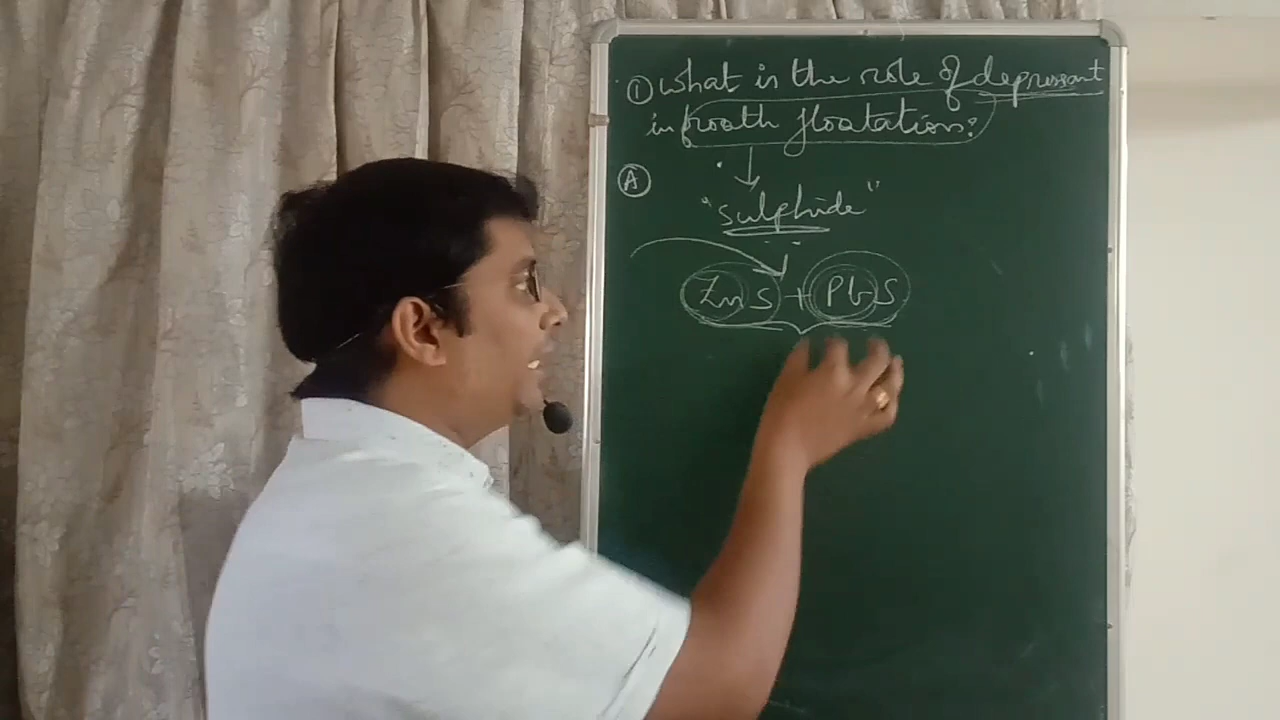 ① What is the role of depressant
in froath floatation?
Ⓐ
"sulphide"
ZnS + PbS